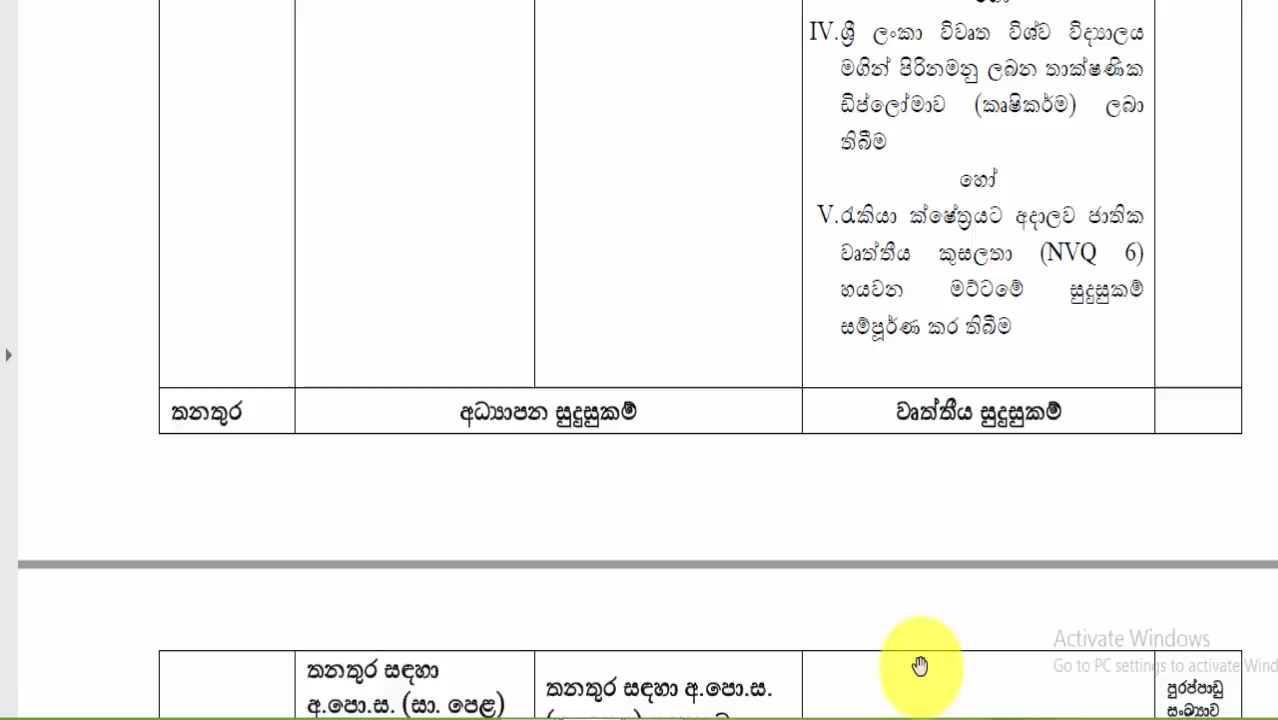 IV.ශ්‍රී ලංකා විවෘත විශ්ව විද්‍යාලය
මගින් පිරිනමනු ලබන තාක්ෂණික
ඩිප්ලෝමාව (කෘෂිකර්ම) ලබා
තිබීම
හෝ
V.රැකියා ක්ෂේත්‍රයට අදාලව ජාතික
වෘත්තීය කුසලතා (NVQ 6)
හයවන මට්ටමේ සුදුසුකම්
සම්පූර්ණ කර තිබීම
තනතුර අධ්‍යාපන සුදුසුකම් වෘත්තීය සුදුසුකම්
Activate Windows
Go to PC settings to activate Wind
තනතුර සඳහා
අ.පො.ස. (සා. පෙළ)
තනතුර සඳහා අ.පො.ස.
පුරප්පාඩු
සංඛ්‍යාව